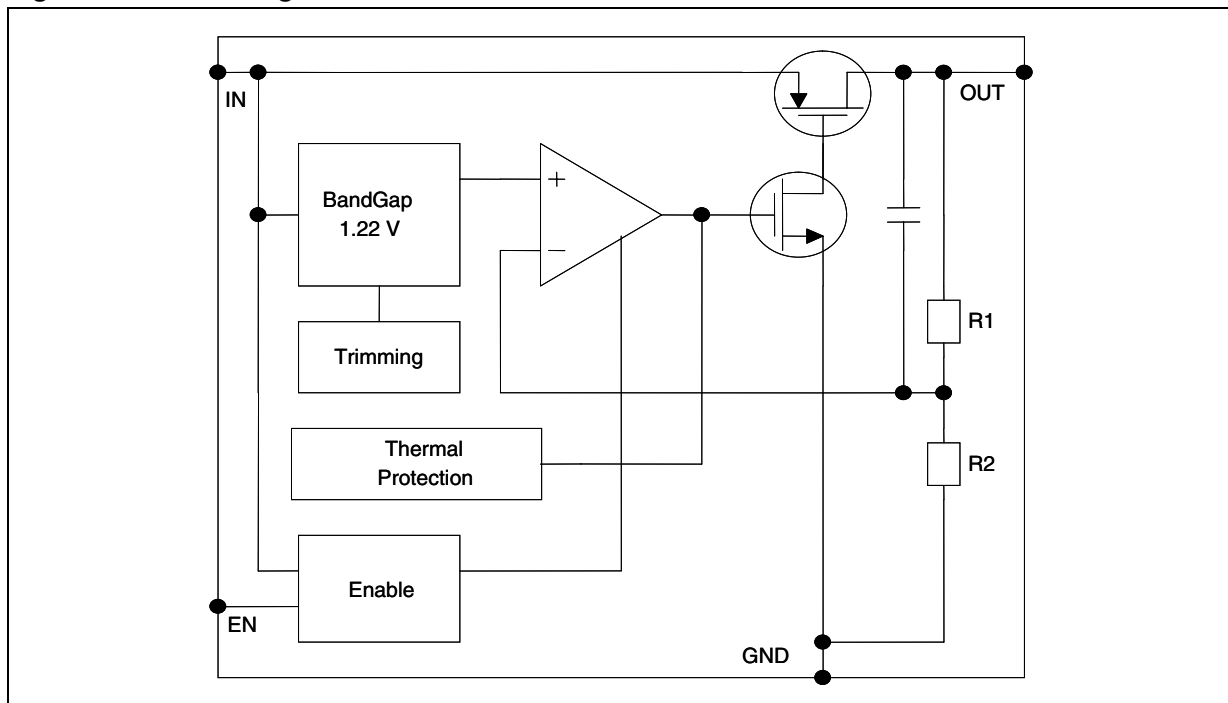 IN
OUT
BandGap
1.22 V
+
−
R1
Trimming
Thermal
Protection
R2
Enable
EN
GND